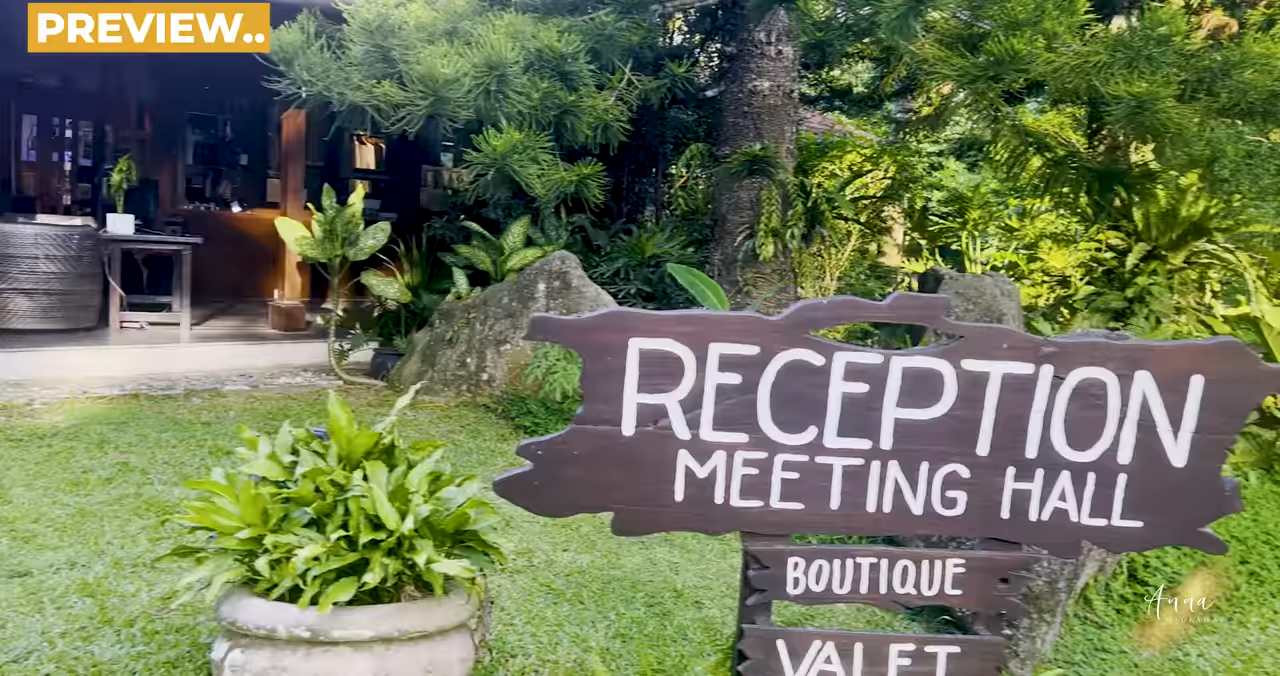 PREVIEW..
RECEPTION
MEETING HALL
BOUTIQUE
VALET
Anna